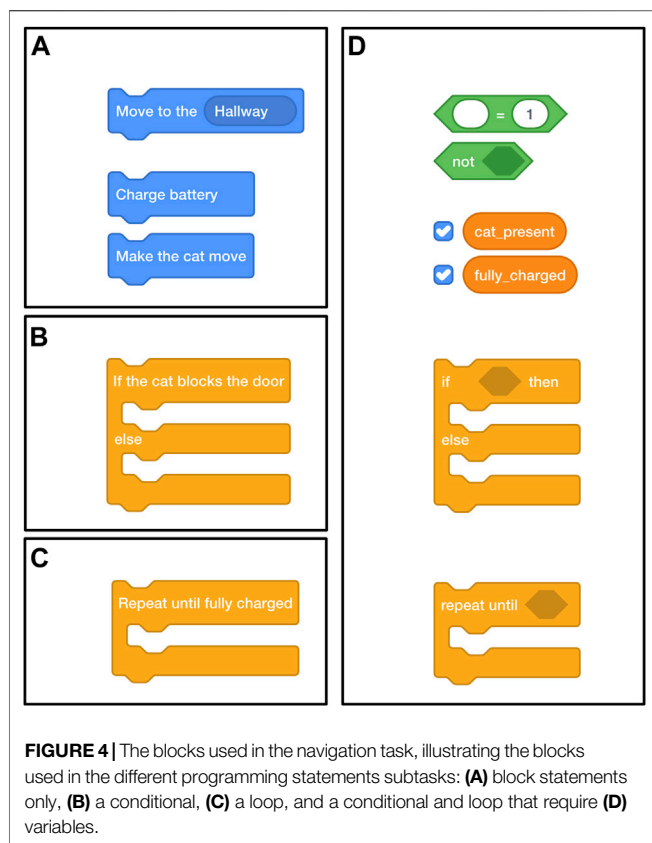 A
Move to the Hallway
Charge battery
Make the cat move
B
If the cat blocks the door
else
C
Repeat until fully charged
D
= 1
not
cat_present
fully_charged
if then
else
repeat until
FIGURE 4 | The blocks used in the navigation task, illustrating the blocks
used in the different programming statements subtasks: (A) block statements
only, (B) a conditional, (C) a loop, and a conditional and loop that require (D)
variables.